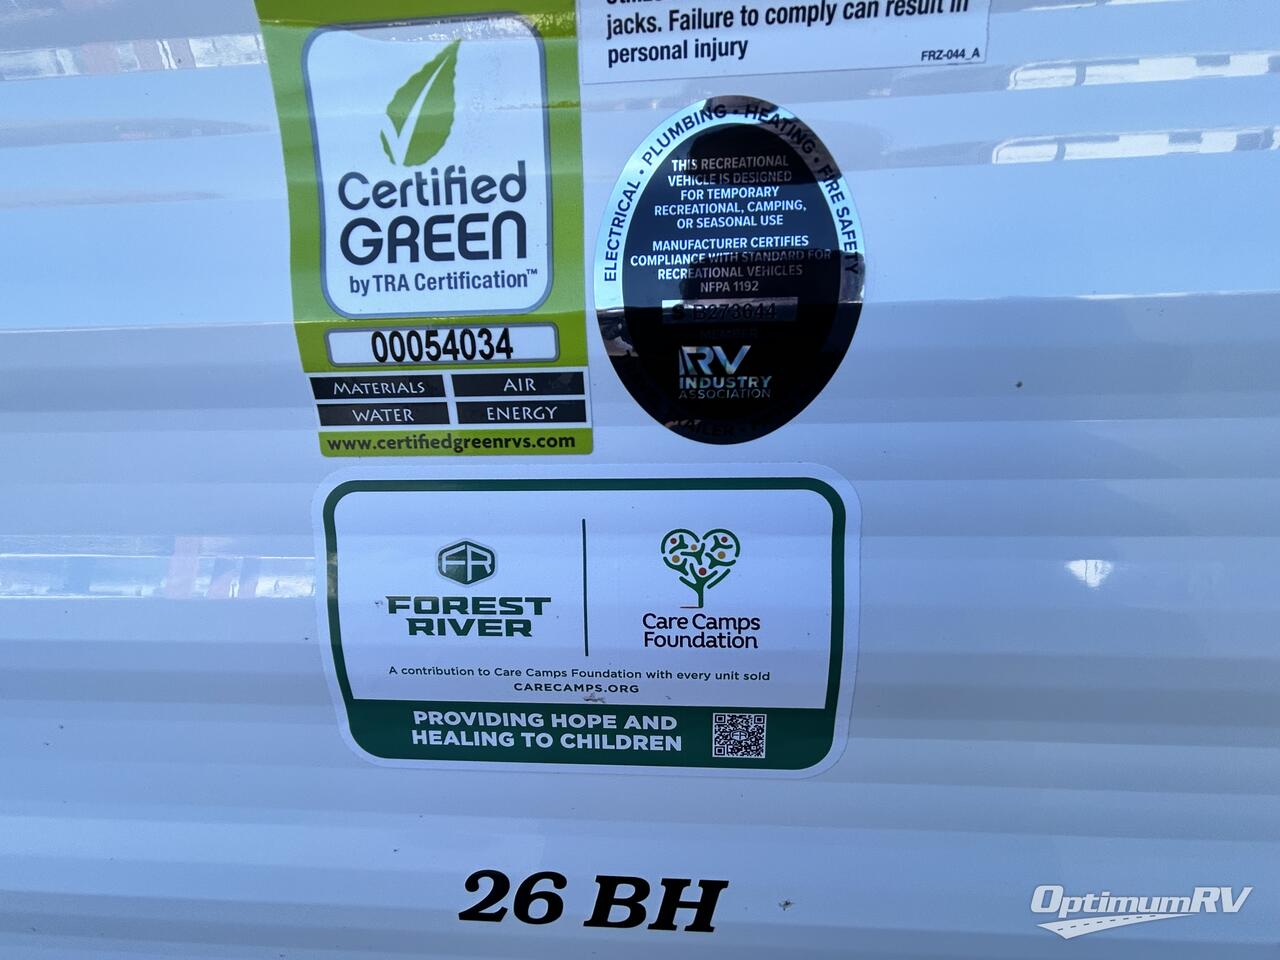 jacks. Failure to comply can result in
personal injury
FRZ-044_A
Certified
GREEN
by TRA Certification™
00054034
MATERIALS
AIR
WATER
ENERGY
www.certifiedgreenrvs.com
ELECTRICAL • PLUMBING • HEATING • FIRE SAFETY
THIS RECREATIONAL
VEHICLE IS DESIGNED
FOR TEMPORARY
RECREATIONAL, CAMPING,
OR SEASONAL USE
MANUFACTURER CERTIFIES
COMPLIANCE WITH STANDARD FOR
RECREATIONAL VEHICLES
NFPA 1192
S B273644
MEMBER
RV
INDUSTRY
ASSOCIATION
FR
FOREST
RIVER
Care Camps
Foundation
A contribution to Care Camps Foundation with every unit sold
CARECAMPS.ORG
PROVIDING HOPE AND
HEALING TO CHILDREN
26 BH
OptimumRV